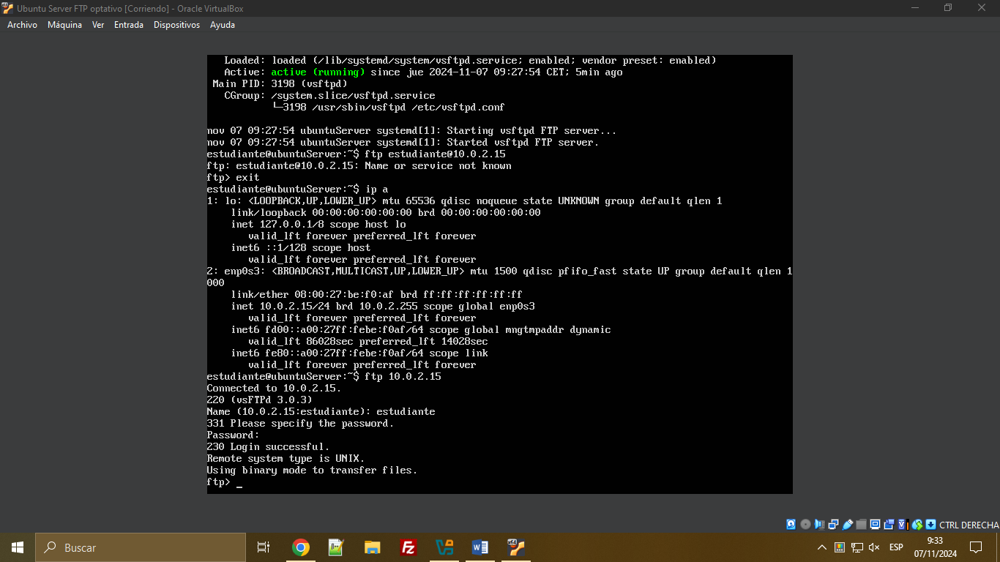 Ubuntu Server FTP optativo [Corriendo] - Oracle VirtualBox
Archivo Máquina Ver Entrada Dispositivos Ayuda
Loaded: loaded (/lib/systemd/system/vsftpd.service; enabled; vendor preset: enabled)
Active: active (running) since jue 2024-11-07 09:27:54 CET; 5min ago
Main PID: 3198 (vsftpd)
CGroup: /system.slice/vsftpd.service
└─3198 /usr/sbin/vsftpd /etc/vsftpd.conf
nov 07 09:27:54 ubuntuServer systemd[1]: Starting vsftpd FTP server...
nov 07 09:27:54 ubuntuServer systemd[1]: Started vsftpd FTP server.
estudiante@ubuntuServer:~$ ftp estudiante@10.0.2.15
ftp: estudiante@10.0.2.15: Name or service not known
ftp> exit
estudiante@ubuntuServer:~$ ip a
1: lo: <LOOPBACK,UP,LOWER_UP> mtu 65536 qdisc noqueue state UNKNOWN group default qlen 1
link/loopback 00:00:00:00:00:00 brd 00:00:00:00:00:00
inet 127.0.0.1/8 scope host lo
valid_lft forever preferred_lft forever
inet6 ::1/128 scope host
valid_lft forever preferred_lft forever
2: enp0s3: <BROADCAST,MULTICAST,UP,LOWER_UP> mtu 1500 qdisc pfifo_fast state UP group default qlen 1
000
link/ether 08:00:27:be:f0:af brd ff:ff:ff:ff:ff:ff
inet 10.0.2.15/24 brd 10.0.2.255 scope global enp0s3
valid_lft forever preferred_lft forever
inet6 fd00::a00:27ff:febe:f0af/64 scope global mngtmpaddr dynamic
valid_lft 86028sec preferred_lft 14028sec
inet6 fe80::a00:27ff:febe:f0af/64 scope link
valid_lft forever preferred_lft forever
estudiante@ubuntuServer:~$ ftp 10.0.2.15
Connected to 10.0.2.15.
220 (vsFTPd 3.0.3)
Name (10.0.2.15:estudiante): estudiante
331 Please specify the password.
Password:
230 Login successful.
Remote system type is UNIX.
Using binary mode to transfer files.
ftp> _
CTRL DERECHA
Buscar
ESP
9:33
07/11/2024